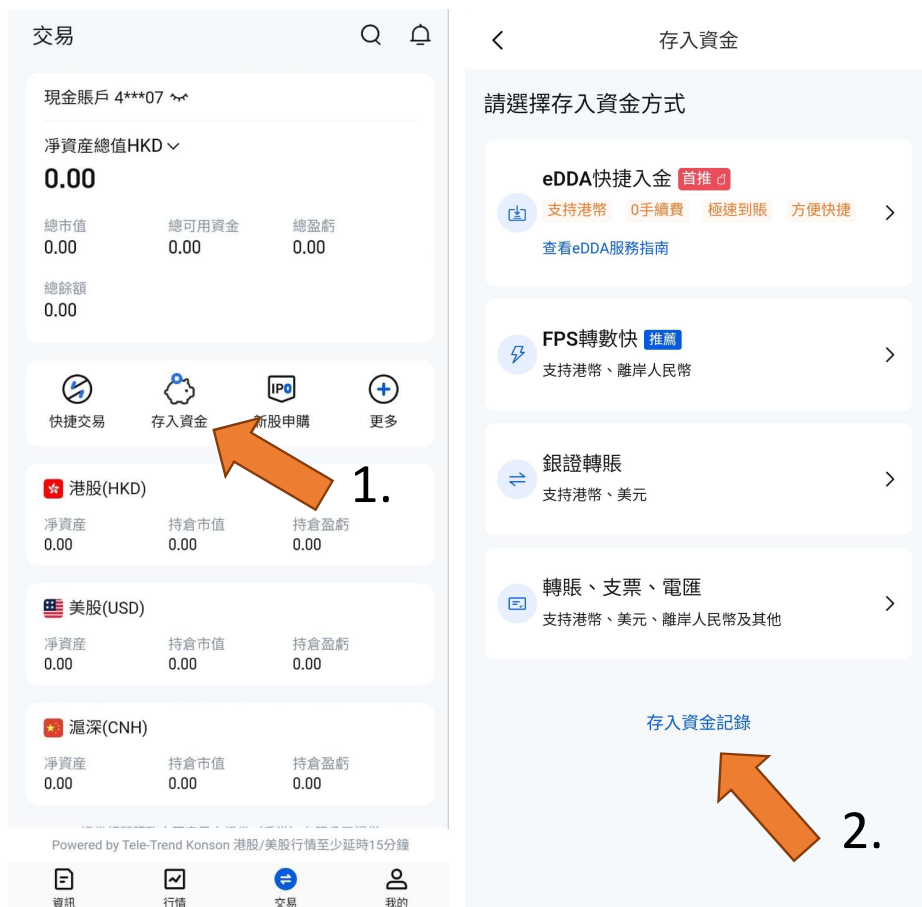 交易
現金賬戶 4***07
凈資産總值HKD
0.00
總市值 總可用資金 總盈虧
0.00 0.00 0.00
總餘額
0.00
快捷交易 存入資金 新股申購 更多
IPO
1.
港股(HKD)
凈資産 持倉市值 持倉盈虧
0.00 0.00 0.00
美股(USD)
凈資産 持倉市值 持倉盈虧
0.00 0.00 0.00
滬深(CNH)
凈資産 持倉市值 持倉盈虧
0.00 0.00 0.00
Powered by Tele-Trend Konson 港股/美股行情至少延時15分鐘
資訊 行情 交易 我的
存入資金
請選擇存入資金方式
eDDA快捷入金 首推
支持港幣 0手續費 極速到賬 方便快捷
查看eDDA服務指南
FPS轉數快 推薦
支持港幣、離岸人民幣
銀證轉賬
支持港幣、美元
轉賬、支票、電匯
支持港幣、美元、離岸人民幣及其他
存入資金記錄
2.